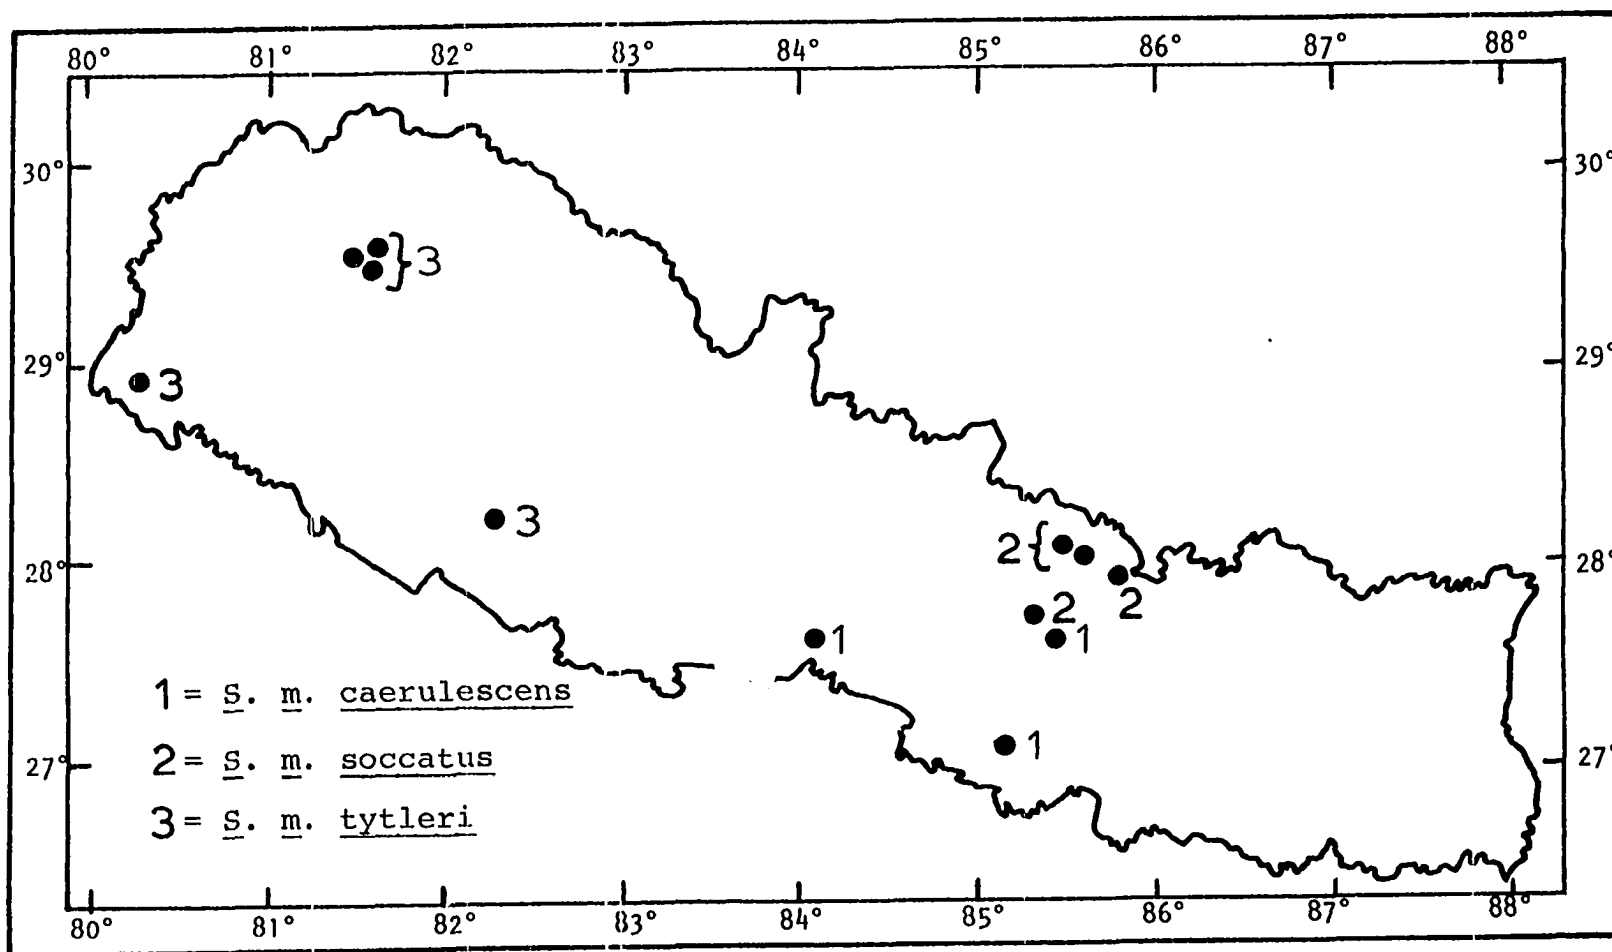 80° 81° 82° 83° 84° 85° 86° 87° 88°
30° 30°
} 3
29° 29°
3
3
2 {
28° 28°
2
2
1 1
1 = S. m. caerulescens
1
2 = S. m. soccatus
27° 27°
3 = S. m. tytleri
80° 81° 82° 83° 84° 85° 86° 87° 88°